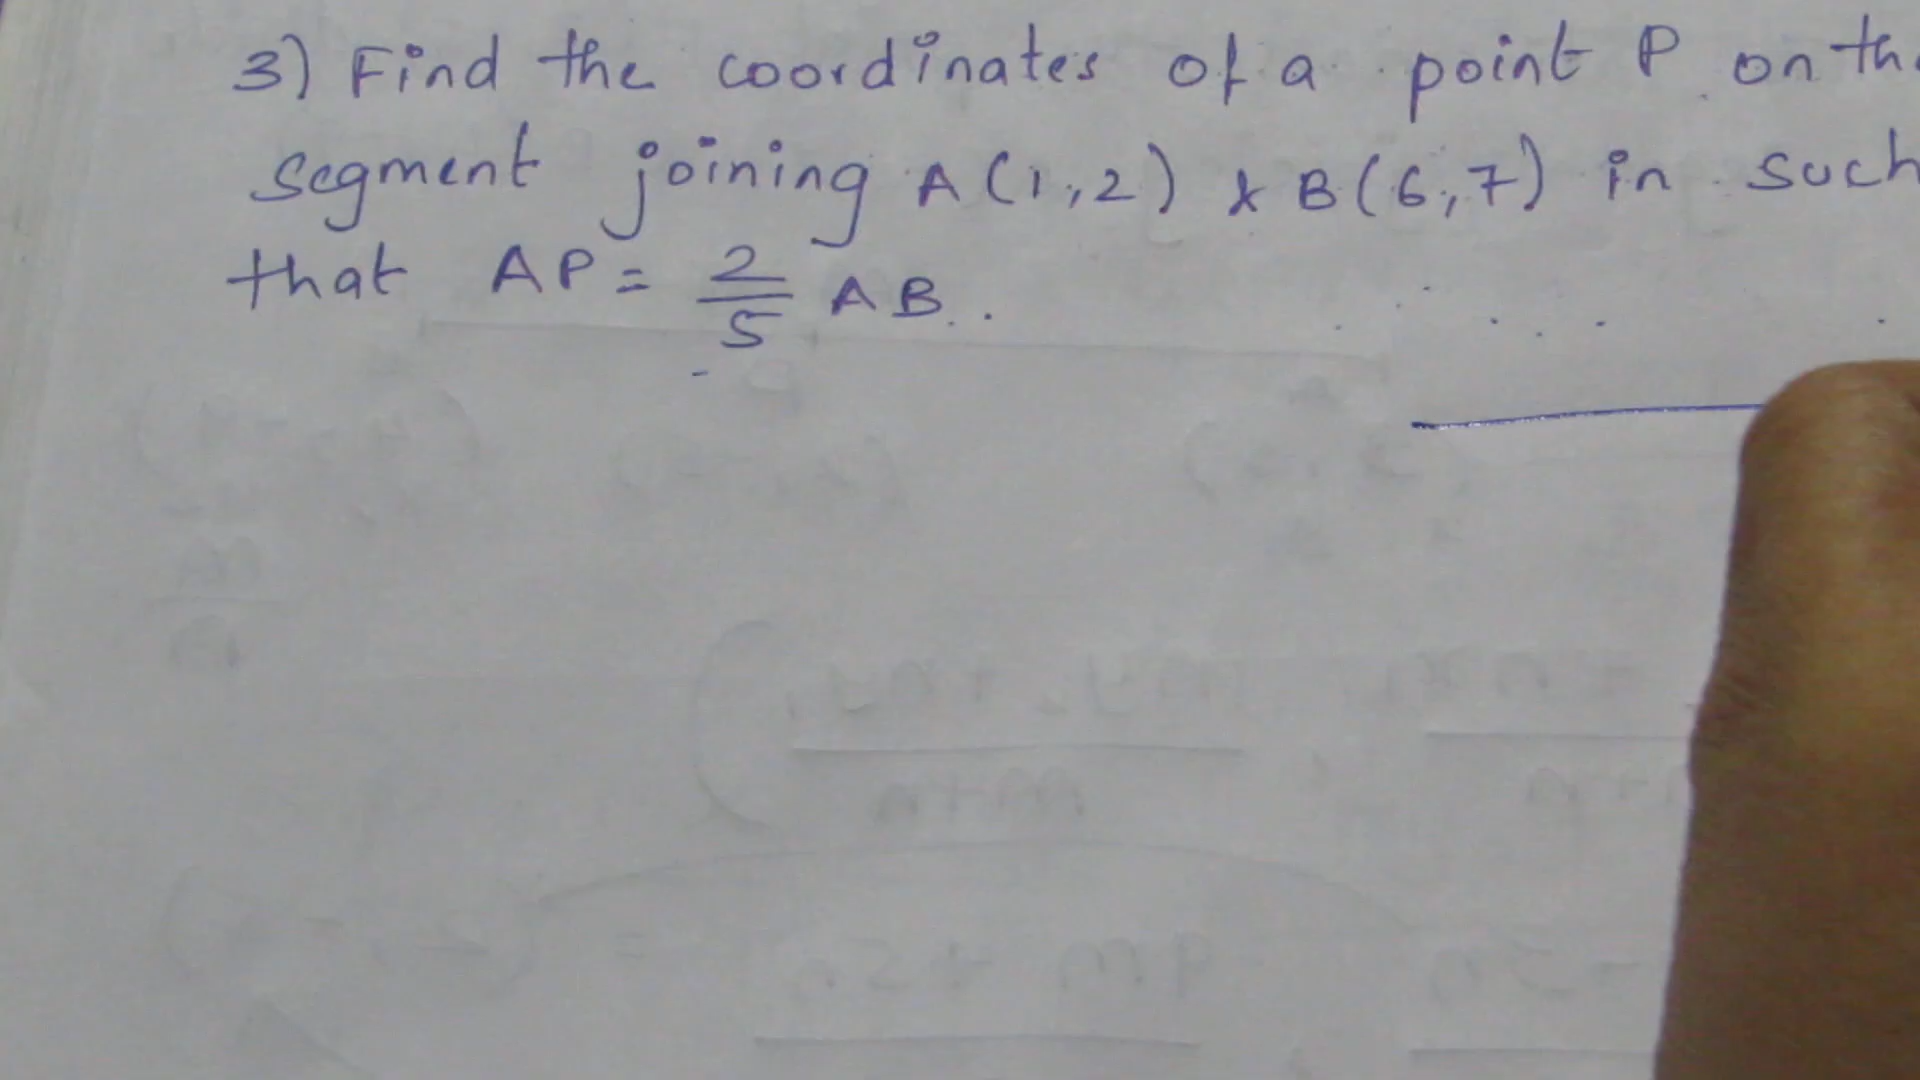 3) Find the coordinates of a point P on the
segment joining A(1,2) & B(6,7) in such
that AP = 2/5 AB.